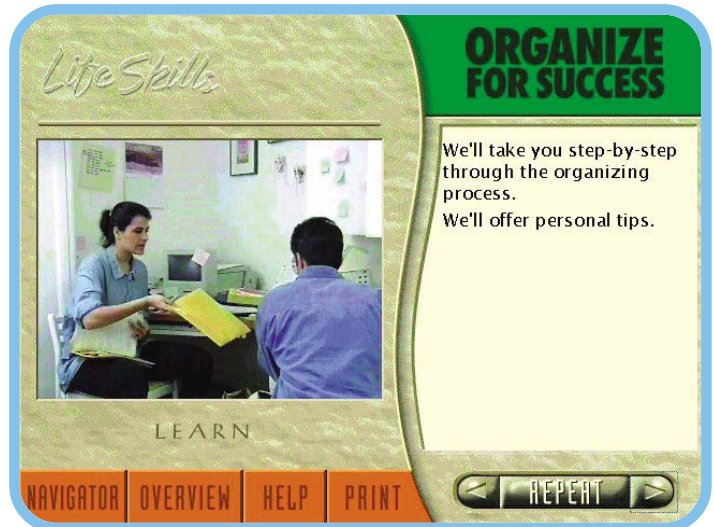 Life Skills
ORGANIZE
FOR SUCCESS
We'll take you step-by-step
through the organizing
process.
We'll offer personal tips.
LEARN
NAVIGATOR OVERVIEW HELP PRINT
< REPEAT >